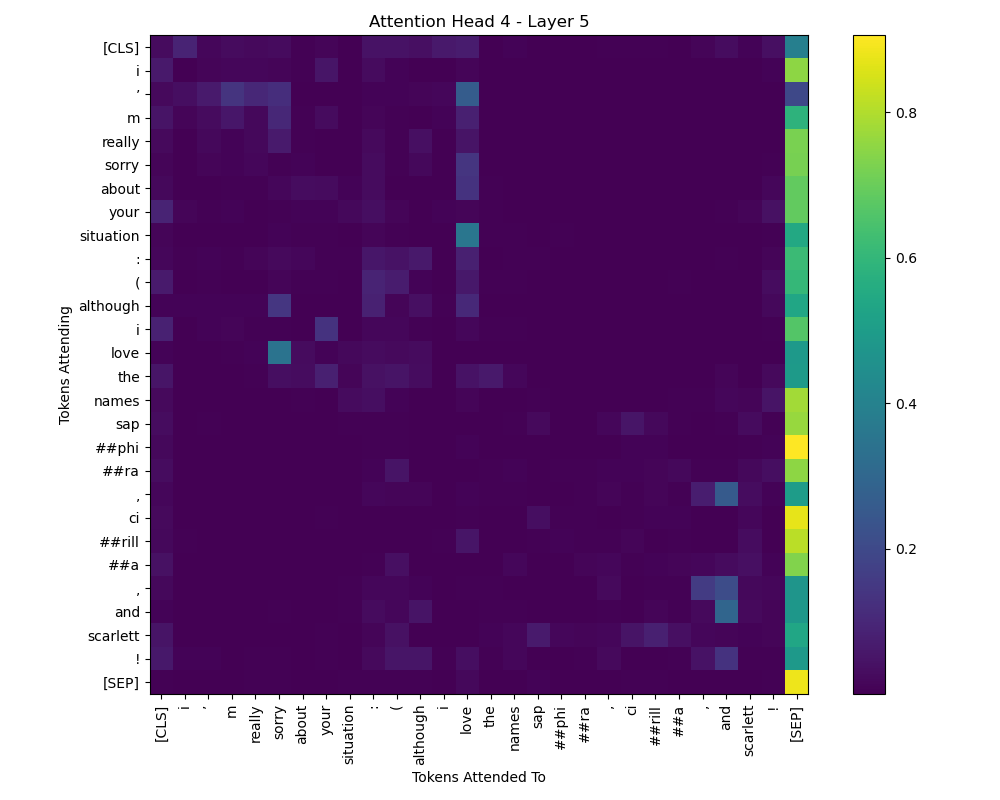 Attention Head 4 - Layer 5
Tokens Attending
[CLS]
i
’
m
really
sorry
about
your
situation
:
(
although
i
love
the
names
sap
##phi
##ra
,
ci
##rill
##a
,
and
scarlett
!
[SEP]
[CLS]
i
’
m
really
sorry
about
your
situation
:
(
although
i
love
the
names
sap
##phi
##ra
,
ci
##rill
##a
,
and
scarlett
!
[SEP]
Tokens Attended To
0.8
0.6
0.4
0.2